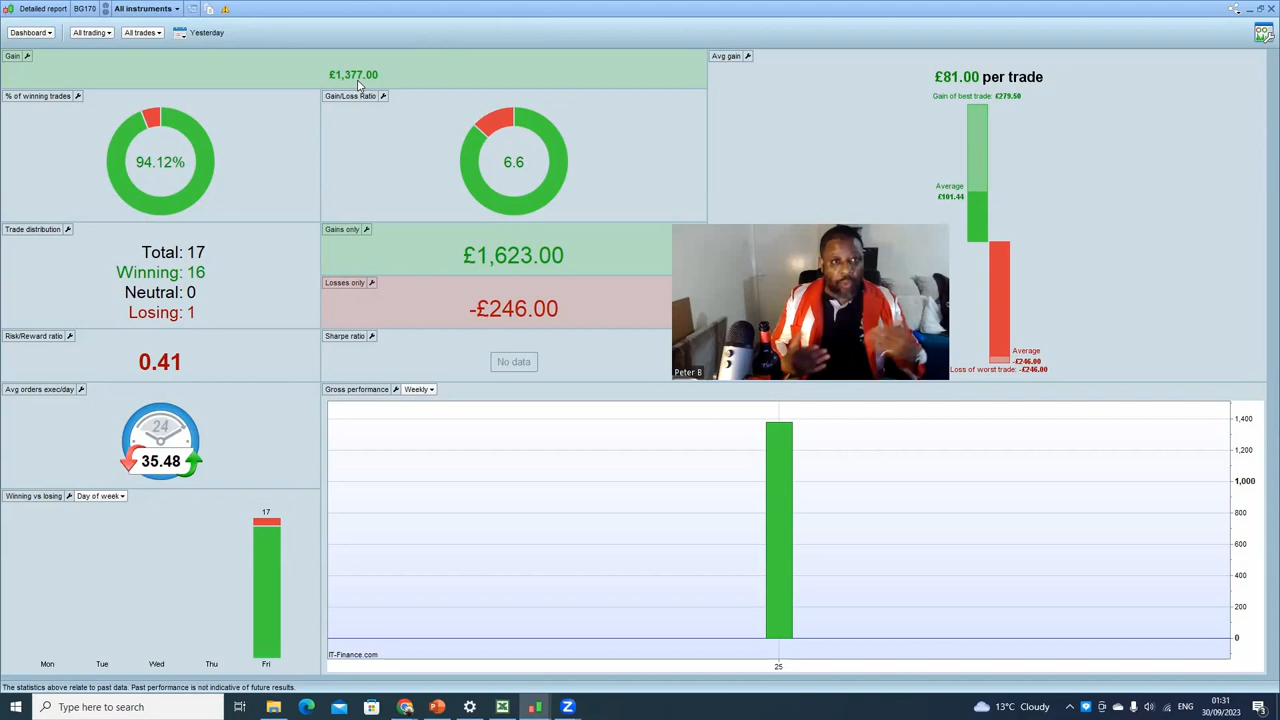 Detailed report BG170 All instruments
Dashboard All trading All trades Yesterday
Gain
£1,377.00
% of winning trades
94.12%
Gain/Loss Ratio
6.6
Trade distribution
Total: 17
Winning: 16
Neutral: 0
Losing: 1
Gains only
£1,623.00
Losses only
-£246.00
Risk/Reward ratio
0.41
Sharpe ratio
No data
Avg gain
£81.00 per trade
Gain of best trade: £279.50
Average
£101.44
Average
-£246.00
Loss of worst trade: -£246.00
Peter B
Avg orders exec/day
24
35.48
Gross performance Weekly
1,400
1,200
1,000
800
600
400
200
0
IT-Finance.com
25
Winning vs losing Day of week
17
Mon Tue Wed Thu Fri
The statistics above relate to past data. Past performance is not indicative of future results.
Type here to search
13°C Cloudy
ENG
01:31
30/09/2023
3